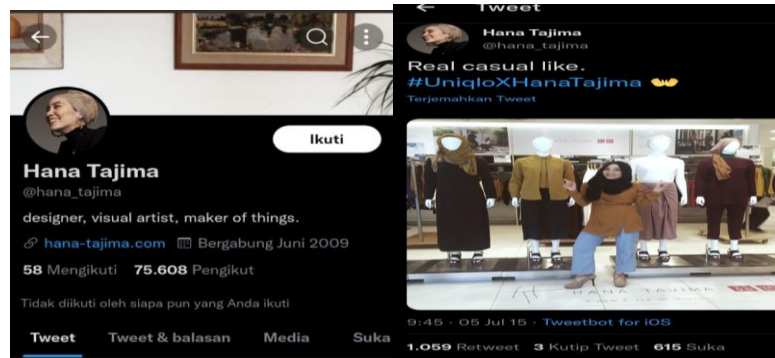 Ikuti
Hana Tajima
@hana_tajima
designer, visual artist, maker of things.
hana-tajima.com Bergabung Juni 2009
58 Mengikuti 75.608 Pengikut
Tidak diikuti oleh siapa pun yang Anda ikuti
Tweet Tweet & balasan Media Suka
Tweet
Hana Tajima
@hana_tajima
Real casual like.
#UniqloXHanaTajima
Terjemahkan Tweet
HANA TAJIMA
9:45 · 05 Jul 15 · Tweetbot for iOS
1.059 Retweet 3 Kutip Tweet 615 Suka